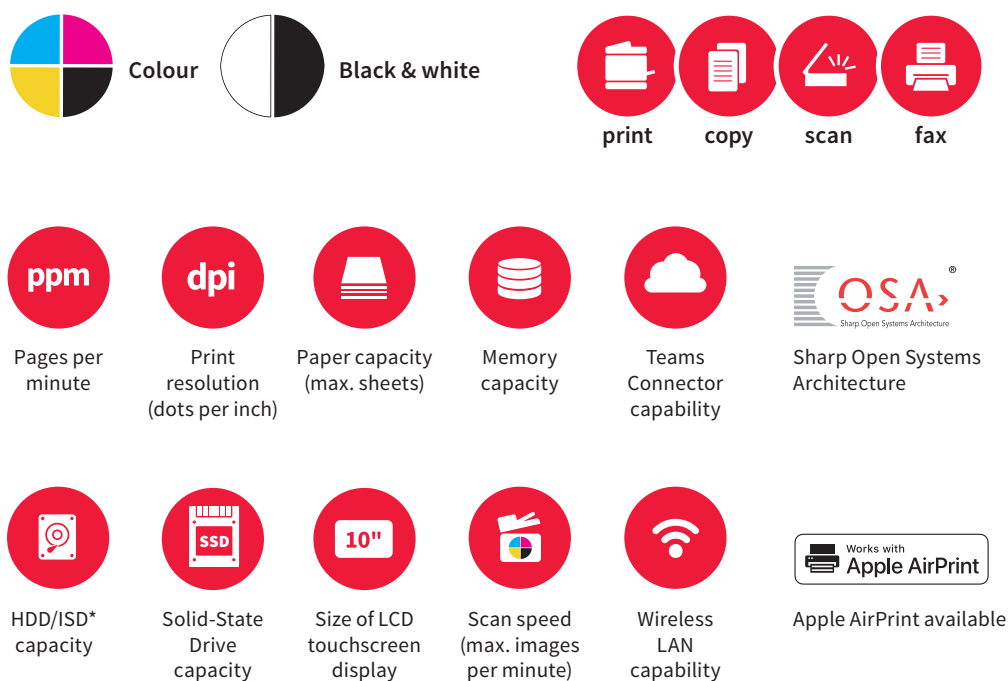 Colour
Black & white
print
copy
scan
fax
ppm
dpi
OSA
®
Sharp Open Systems Architecture
Pages per
minute
Print
resolution
(dots per inch)
Paper capacity
(max. sheets)
Memory
capacity
Teams
Connector
capability
Sharp Open Systems
Architecture
SSD
10"
Works with
Apple AirPrint
HDD/ISD*
capacity
Solid-State
Drive
capacity
Size of LCD
touchscreen
display
Scan speed
(max. images
per minute)
Wireless
LAN
capability
Apple AirPrint available